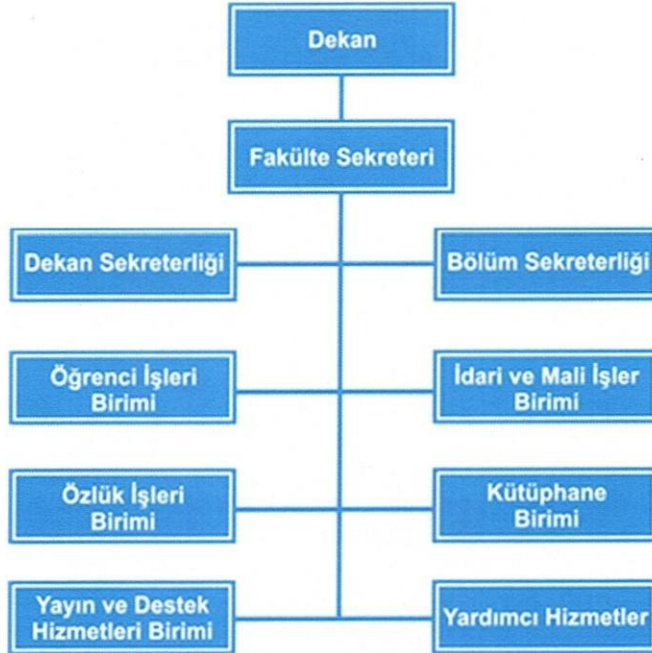 Dekan
Fakülte Sekreteri
Dekan Sekreterliği
Bölüm Sekreterliği
Öğrenci İşleri
Birimi
İdari ve Mali İşler
Birimi
Özlük İşleri
Birimi
Kütüphane
Birimi
Yayın ve Destek
Hizmetleri Birimi
Yardımcı Hizmetler